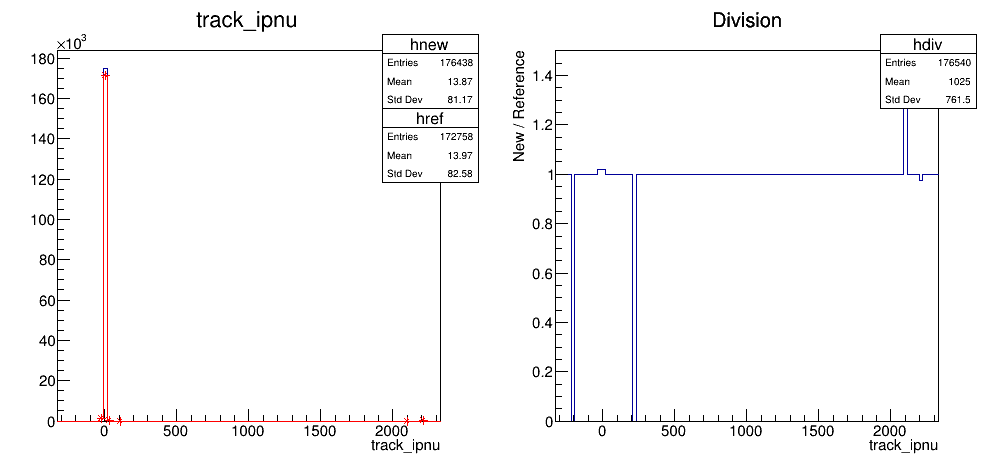 track_ipnu
×10³
hnew
Entries 176438
Mean 13.87
Std Dev 81.17
href
Entries 172758
Mean 13.97
Std Dev 82.58
180
160
140
120
100
80
60
40
20
0
0 500 1000 1500 2000
track_ipnu
Division
hdiv
Entries 176540
Mean 1025
Std Dev 761.5
New / Reference
1.4
1.2
1
0.8
0.6
0.4
0.2
0
0 500 1000 1500 2000
track_ipnu